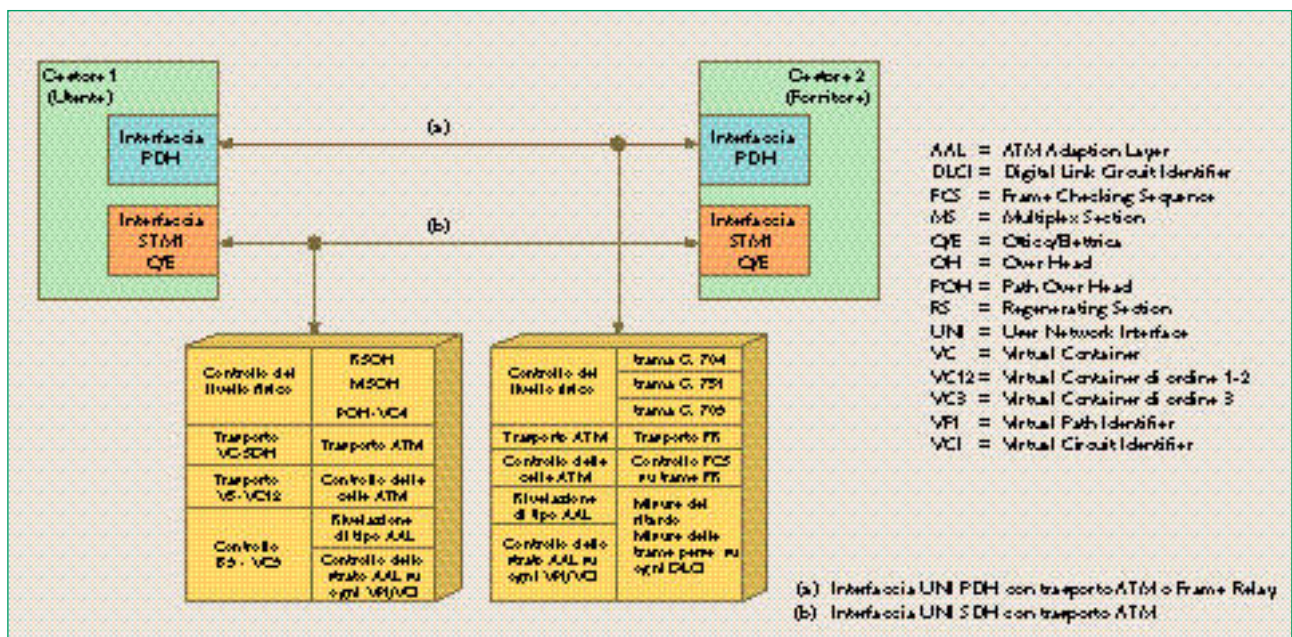 Gestore 1
(Utente)
Gestore 2
(Fornitore)
(a)
Interfaccia
PDH
Interfaccia
PDH
Interfaccia
STM1
O/E
(b)
Interfaccia
STM1
O/E
AAL = ATM Adaption Layer
DLCI = Digital Link Circuit Identifier
FCS = Frame Checking Sequence
MS = Multiplex Section
O/E = Ottico/Elettrica
OH = Over Head
POH = Path Over Head
RS = Regenerating Section
UNI = User Network Interface
VC = Virtual Container
VC12 = Virtual Container di ordine 1-2
VC3 = Virtual Container di ordine 3
VPI = Virtual Path Identifier
VCI = Virtual Circuit Identifier
Controllo del
livello fisico
RSOH
MSOH
POH-VC4
Trasporto
VC-SDH
Trasporto ATM
Trasporto
Controllo delle
celle ATM
Controllo
Rivelazione
di tipo AAL
Controllo dello
strato AAL su
ogni VPI/VCI
Controllo del
livello fisico
trama G. 704
trama G. 751
trama G. 705
Trasporto ATM
Trasporto FR
Controllo delle
celle ATM
Controllo FCS
su trame FR
Rivelazione
di tipo AAL
Controllo dello
strato AAL su
ogni VPI/VCI
Misure del
ritardo
Misure delle
trame perse su
ogni DLCI
(a) Interfaccia UNI PDH con trasporto ATM o Frame Relay
(b) Interfaccia UNI SDH con trasporto ATM